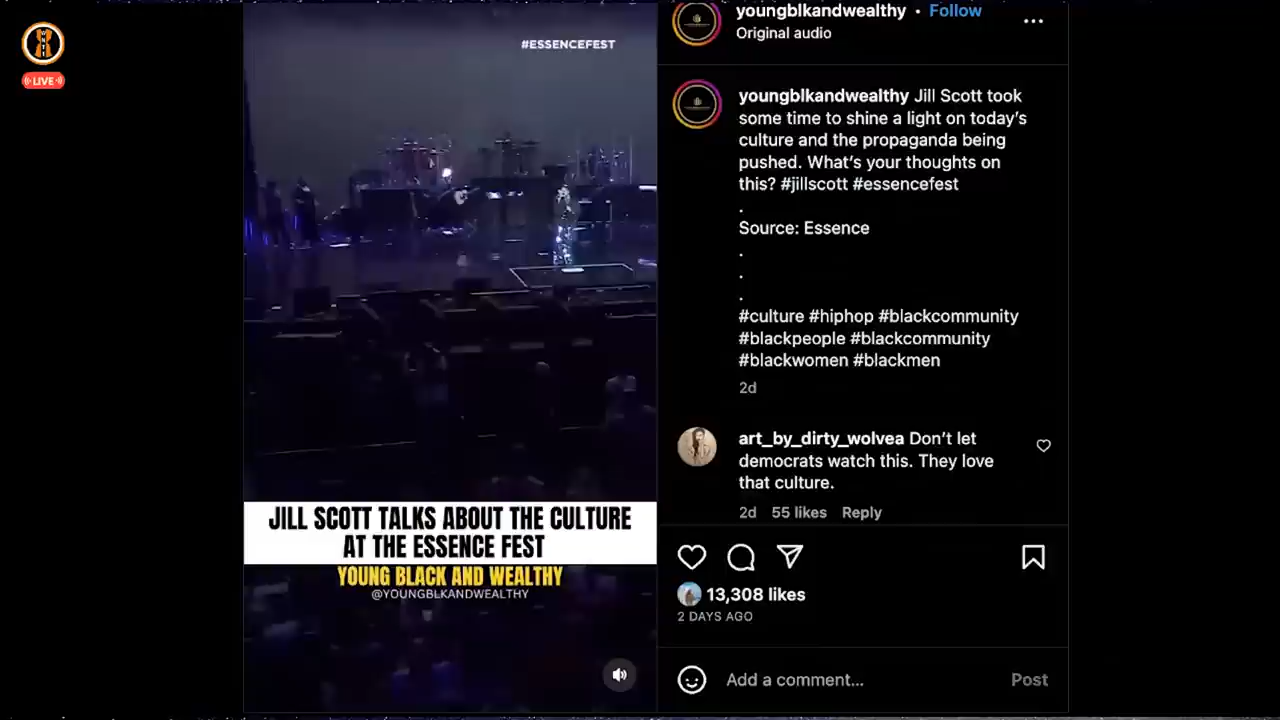 LIVE
#ESSENCEFEST
JILL SCOTT TALKS ABOUT THE CULTURE
AT THE ESSENCE FEST
YOUNG BLACK AND WEALTHY
@YOUNGBLKANDWEALTHY
youngblkandwealthy • Follow
Original audio
youngblkandwealthy Jill Scott took
some time to shine a light on today's
culture and the propaganda being
pushed. What's your thoughts on
this? #jillscott #essencefest
.
Source: Essence
.
.
.
#culture #hiphop #blackcommunity
#blackpeople #blackcommunity
#blackwomen #blackmen
2d
art_by_dirty_wolvea Don't let
democrats watch this. They love
that culture.
2d 55 likes Reply
13,308 likes
2 DAYS AGO
Add a comment... Post